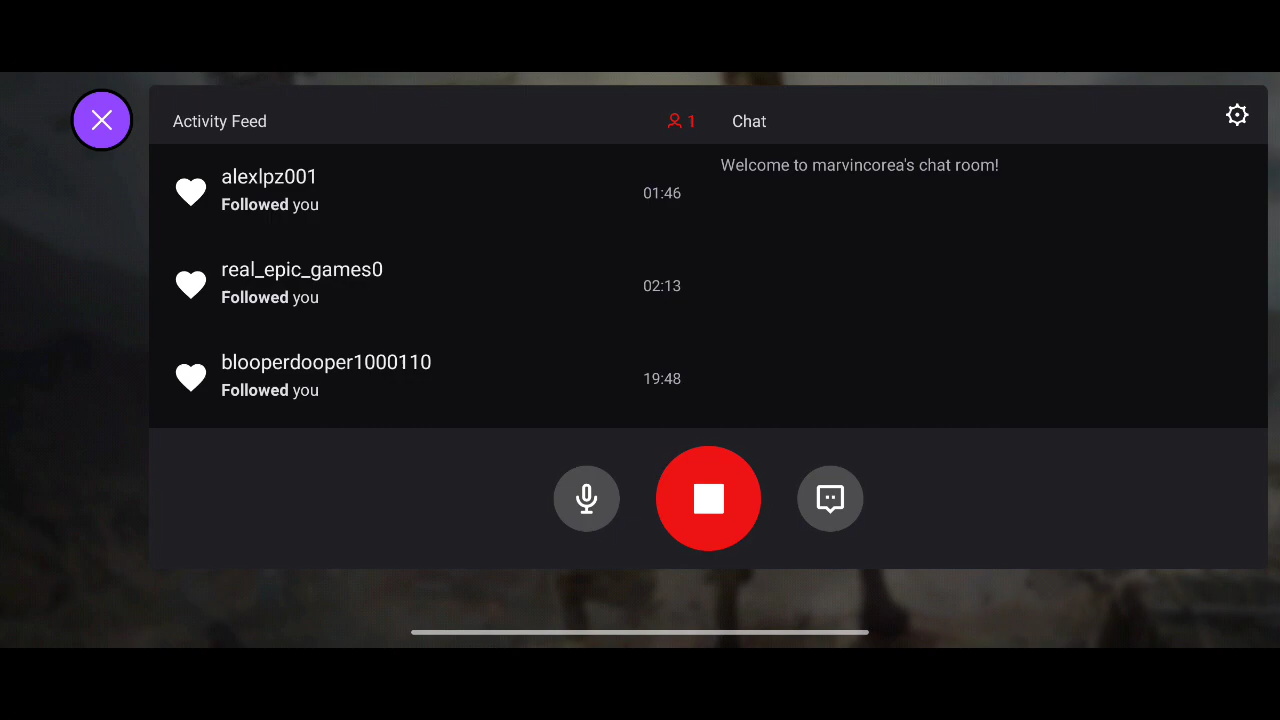 Activity Feed
1
Chat
alexlpz001
Followed you
01:46
real_epic_games0
Followed you
02:13
blooperdooper1000110
Followed you
19:48
Welcome to marvincorea's chat room!